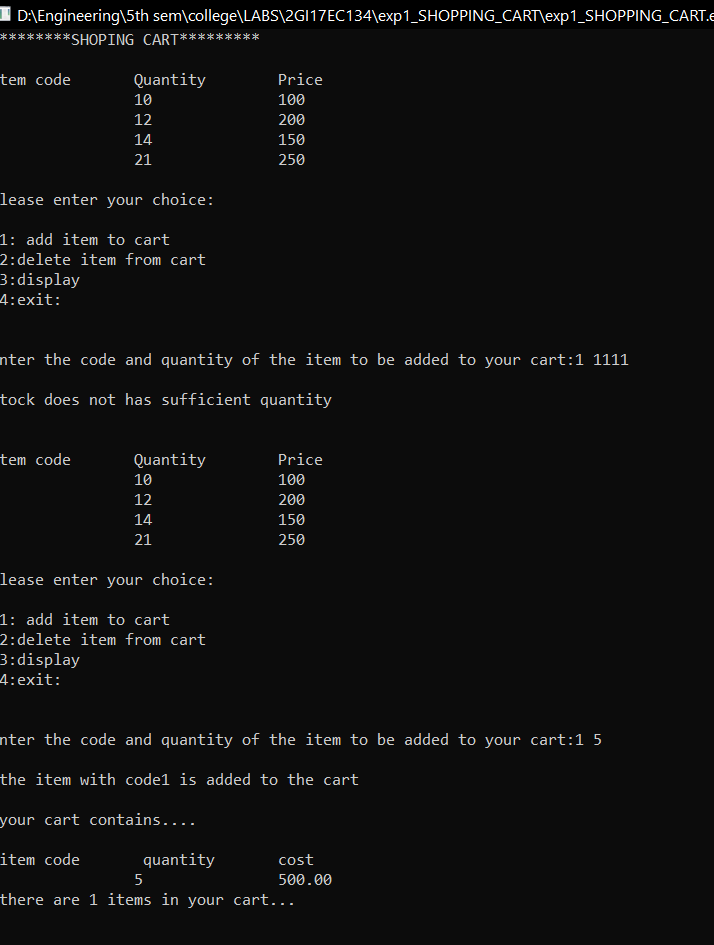 D:\Engineering\5th sem\college\LABS\2GI17EC134\exp1_SHOPPING_CART\exp1_SHOPPING_CART.e
********SHOPING CART*********
tem code Quantity Price
10 100
12 200
14 150
21 250
lease enter your choice:
1: add item to cart
2:delete item from cart
3:display
4:exit:
nter the code and quantity of the item to be added to your cart:1 1111
tock does not has sufficient quantity
tem code Quantity Price
10 100
12 200
14 150
21 250
lease enter your choice:
1: add item to cart
2:delete item from cart
3:display
4:exit:
nter the code and quantity of the item to be added to your cart:1 5
the item with code1 is added to the cart
your cart contains....
item code quantity cost
5 500.00
there are 1 items in your cart...